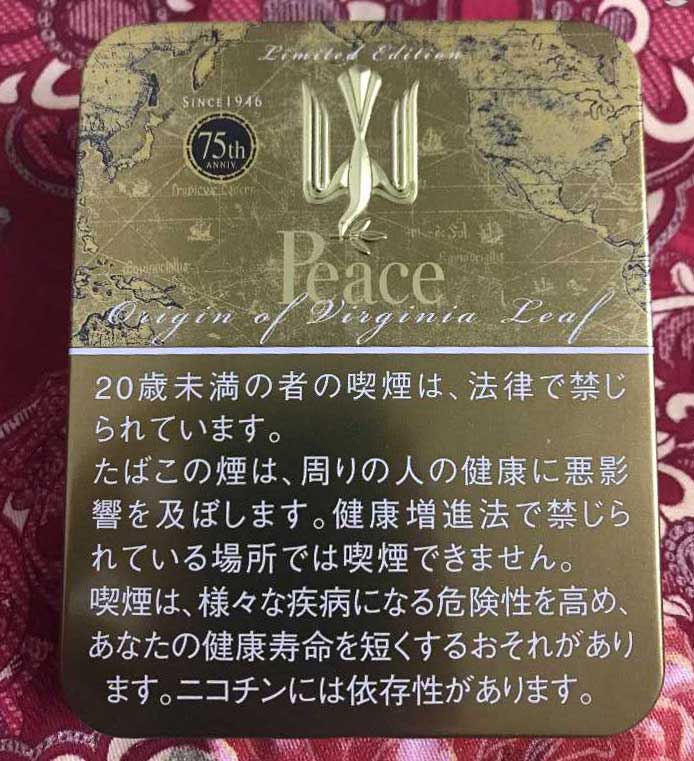 Limited Edition
SINCE 1946
75th
ANNIV.
Tropicus Cancer
Peace
Origin of Virginia Leaf
20歳未満の者の喫煙は、法律で禁じ
られています。
たばこの煙は、周りの人の健康に悪影
響を及ぼします。健康増進法で禁じら
れている場所では喫煙できません。
喫煙は、様々な疾病になる危険性を高め、
あなたの健康寿命を短くするおそれがあり
ます。ニコチンには依存性があります。